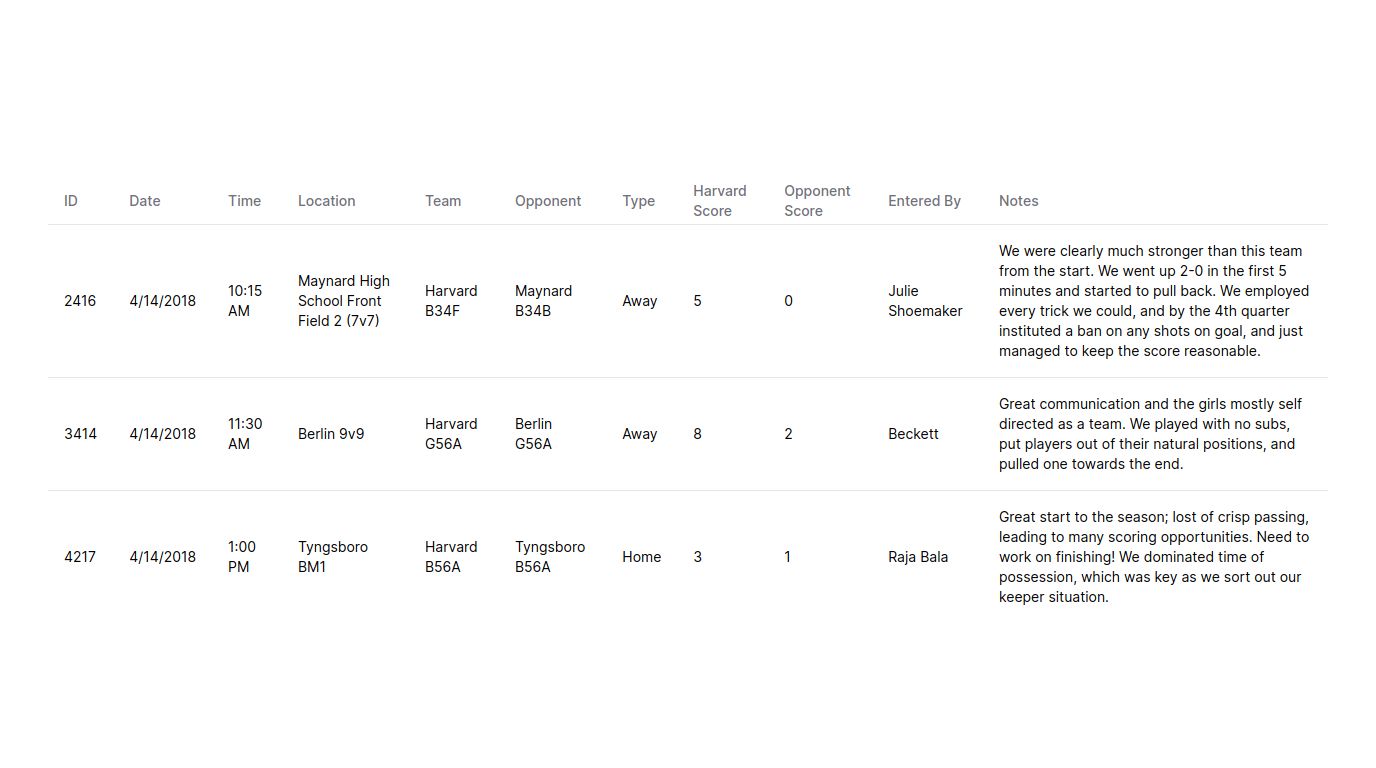 ID Date Time Location Team Opponent Type Harvard Score Opponent Score Entered By Notes
2416 4/14/2018 10:15 AM Maynard High School Front Field 2 (7v7) Harvard B34F Maynard B34B Away 5 0 Julie Shoemaker We were clearly much stronger than this team from the start. We went up 2-0 in the first 5 minutes and started to pull back. We employed every trick we could, and by the 4th quarter instituted a ban on any shots on goal, and just managed to keep the score reasonable.
3414 4/14/2018 11:30 AM Berlin 9v9 Harvard G56A Berlin G56A Away 8 2 Beckett Great communication and the girls mostly self directed as a team. We played with no subs, put players out of their natural positions, and pulled one towards the end.
4217 4/14/2018 1:00 PM Tyngsboro BM1 Harvard B56A Tyngsboro B56A Home 3 1 Raja Bala Great start to the season; lost of crisp passing, leading to many scoring opportunities. Need to work on finishing! We dominated time of possession, which was key as we sort out our keeper situation.